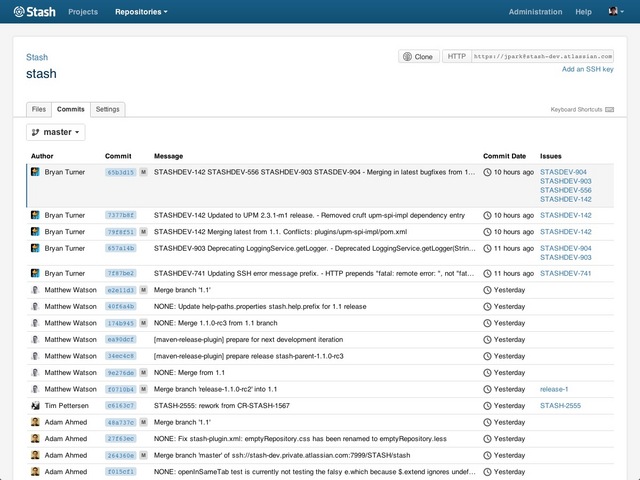 Stash Projects Repositories Administration Help
Stash
stash
Clone HTTP https://jpark@stash-dev.atlassian.com
Add an SSH key
Files Commits Settings Keyboard Shortcuts
master
Author Commit Message Commit Date Issues
Bryan Turner 65b3d15 M STASHDEV-142 STASHDEV-556 STASHDEV-903 STASDEV-904 - Merging in latest bugfixes from 1... 10 hours ago STASDEV-904
STASHDEV-903
STASHDEV-556
STASHDEV-142
Bryan Turner 7377b8f STASHDEV-142 Updated to UPM 2.3.1-m1 release. - Removed cruft upm-spi-impl dependency entry 10 hours ago STASHDEV-142
Bryan Turner 79f8f51 M STASHDEV-142 Merging latest from 1.1. Conflicts: plugins/upm-spi-impl/pom.xml 10 hours ago STASHDEV-142
Bryan Turner 657a14b STASHDEV-903 Deprecating LoggingService.getLogger. - Deprecated LoggingService.getLogger(Strin... 11 hours ago STASHDEV-904
STASHDEV-903
Bryan Turner 7f87be2 STASHDEV-741 Updating SSH error message prefix. - HTTP prepends "fatal: remote error: ", not "fat... 11 hours ago STASHDEV-741
Matthew Watson e2e11d3 M Merge branch '1.1' Yesterday
Matthew Watson 40f6a4b NONE: Update help-paths.properties stash.help.prefix for 1.1 release Yesterday
Matthew Watson 174b945 M NONE: Merge 1.1.0-rc3 from 1.1 branch Yesterday
Matthew Watson ea90dcf [maven-release-plugin] prepare for next development iteration Yesterday
Matthew Watson 34ec4c8 [maven-release-plugin] prepare release stash-parent-1.1.0-rc3 Yesterday
Matthew Watson 9e276de M NONE: Merge from 1.1 Yesterday
Matthew Watson f0710b4 M Merge branch 'release-1.1.0-rc2' into 1.1 Yesterday release-1
Tim Pettersen c6163c7 STASH-2555: rework from CR-STASH-1567 Yesterday STASH-2555
Adam Ahmed 48a737c M Merge branch '1.1' Yesterday
Adam Ahmed 27f63ec NONE: Fix stash-plugin.xml: emptyRepository.css has been renamed to emptyRepository.less Yesterday
Adam Ahmed 264360e M Merge branch 'master' of ssh://stash-dev.private.atlassian.com:7999/STASH/stash Yesterday
Adam Ahmed f015cf1 NONE: openInSameTab test is currently not testing the falsy e.which because $.extend ignores undef... Yesterday